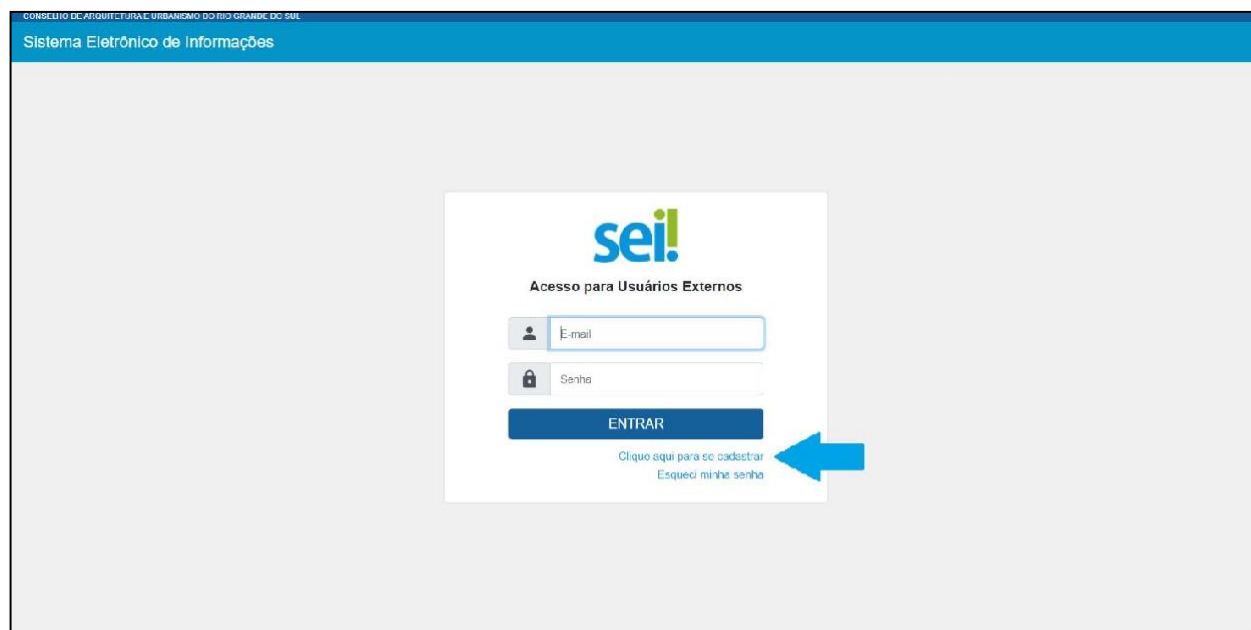 CONSELHO DE ARQUITETURA E URBANISMO DO RIO GRANDE DO SUL
Sistema Eletrônico de Informações
sei!
Acesso para Usuários Externos
E-mail
Senha
ENTRAR
Clique aqui para se cadastrar
Esqueci minha senha